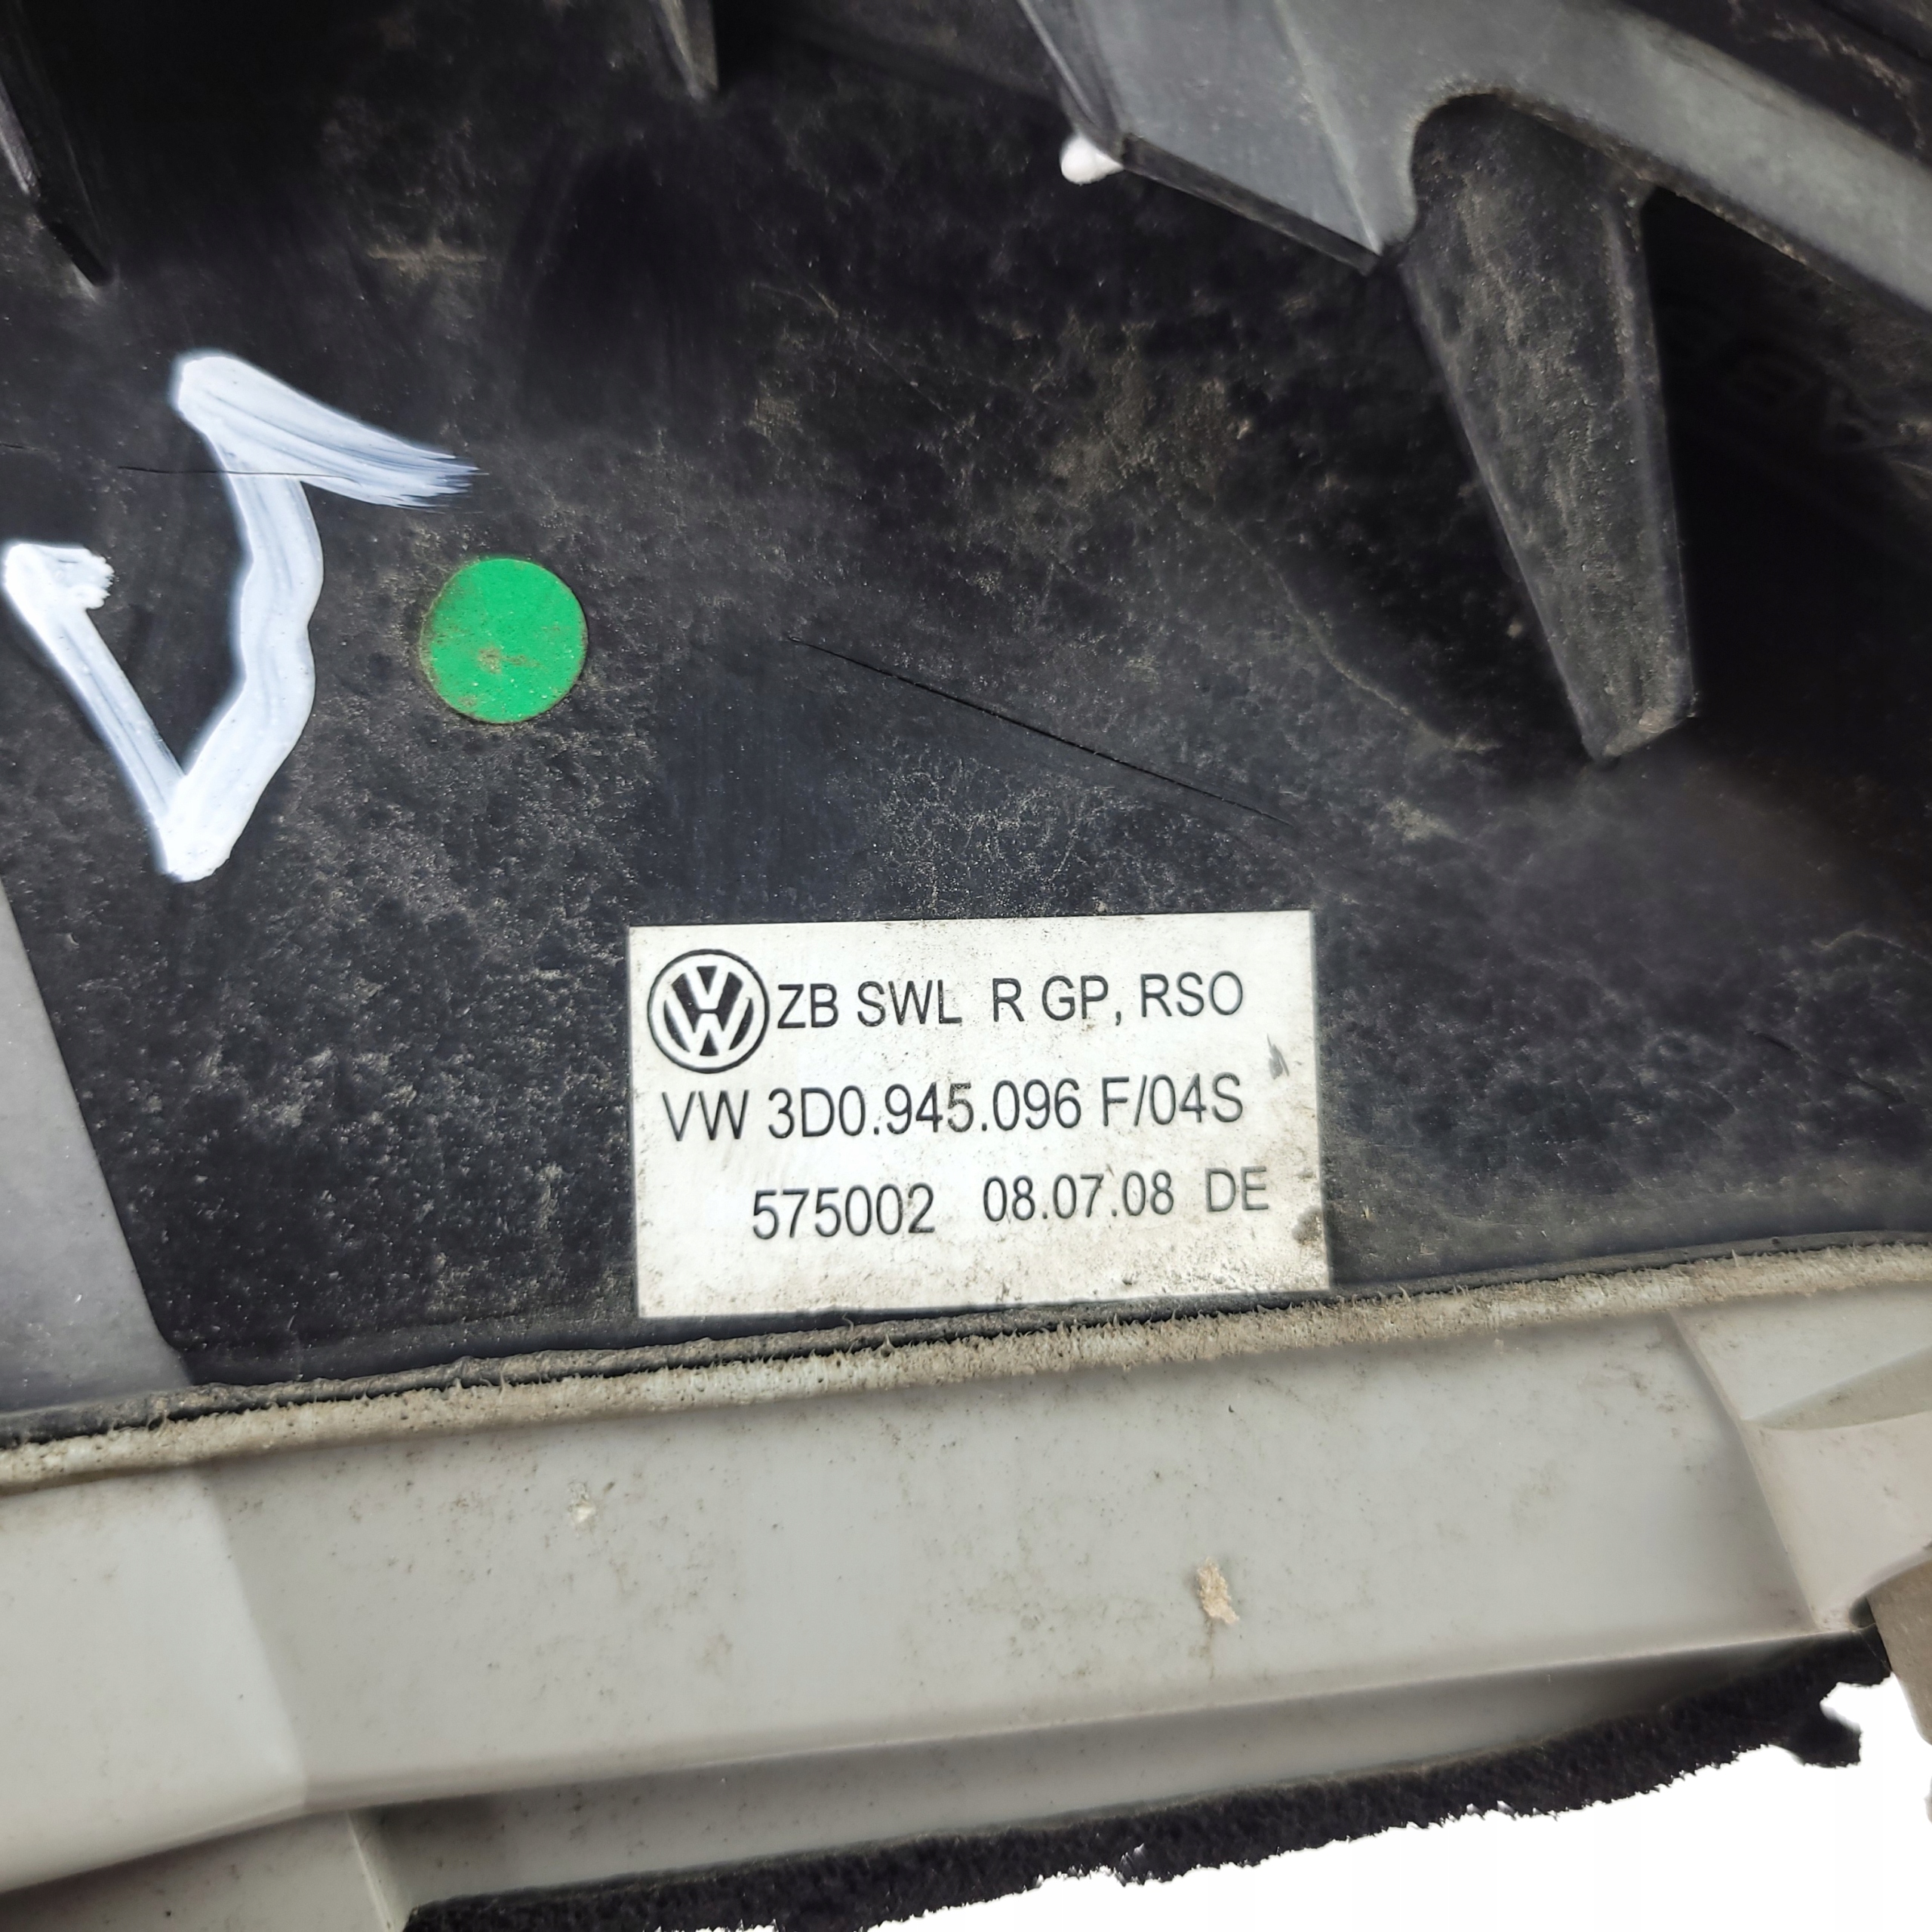 ZB SWL R GP, RSO
VW 3D0.945.096 F/04S
575002 08.07.08 DE